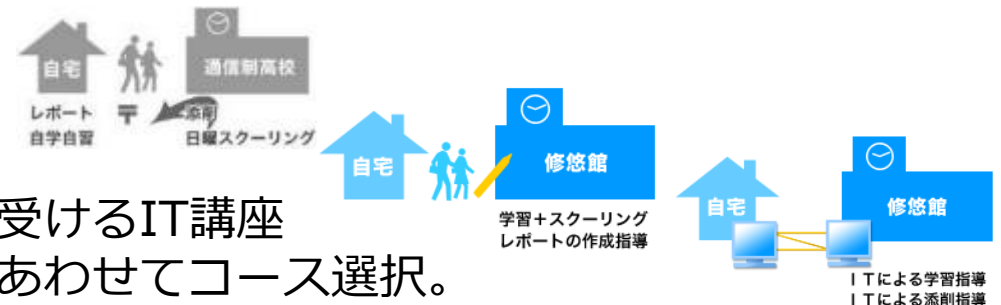 自宅
通信制高校
レポート 〒 添削
自学自習 日曜スクーリング
自宅
修悠館
学習+スクーリング
レポートの作成指導
自宅
修悠館
ITによる学習指導
ITによる添削指導
受けるIT講座
あわせてコース選択。